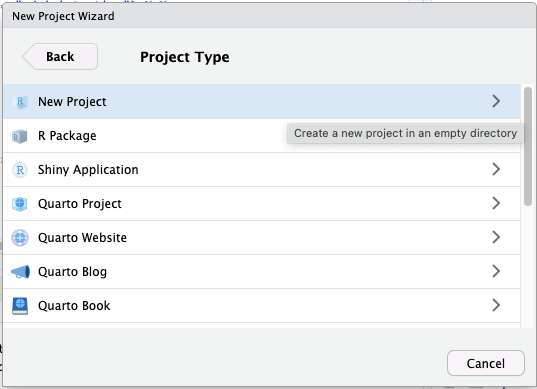 New Project Wizard
Back
Project Type
New Project
Create a new project in an empty directory
R Package
Shiny Application
Quarto Project
Quarto Website
Quarto Blog
Quarto Book
Cancel